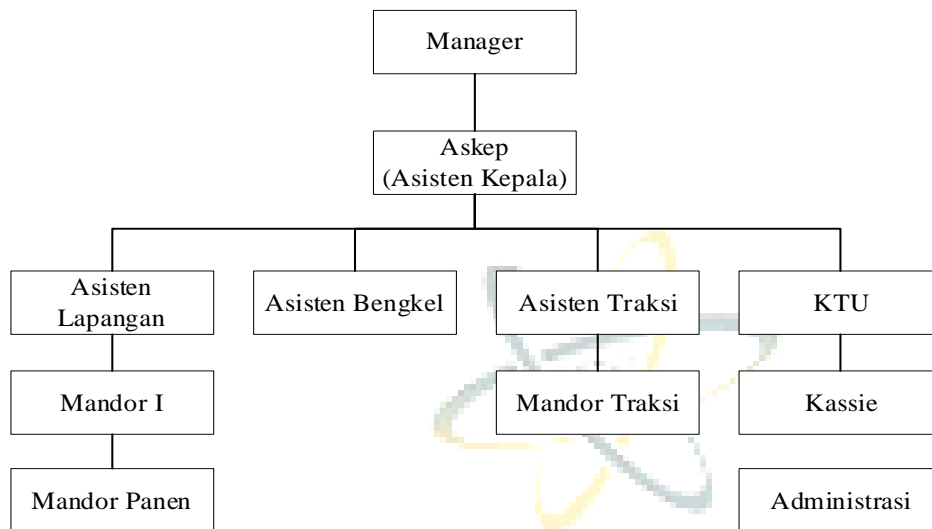 Manager
Askep
(Asisten Kepala)
Asisten
Lapangan
Asisten Bengkel
Asisten Traksi
KTU
Mandor I
Mandor Traksi
Kassie
Mandor Panen
Administrasi